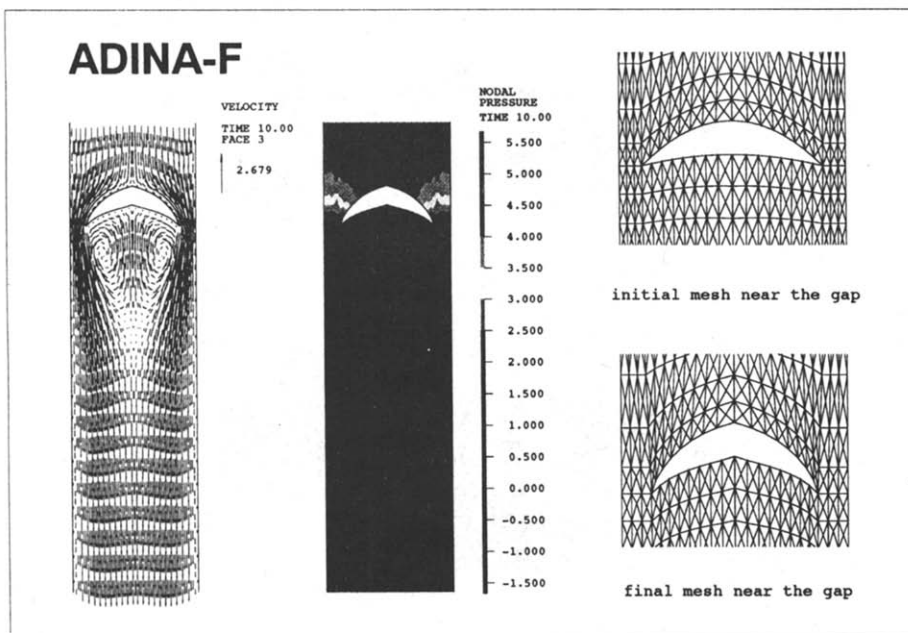 ADINA-F
VELOCITY
TIME 10.00
FACE 3
2.679
NODAL
PRESSURE
TIME 10.00
5.500
5.000
4.500
4.000
3.500
3.000
2.500
2.000
1.500
1.000
0.500
0.000
-0.500
-1.000
-1.500
initial mesh near the gap
final mesh near the gap